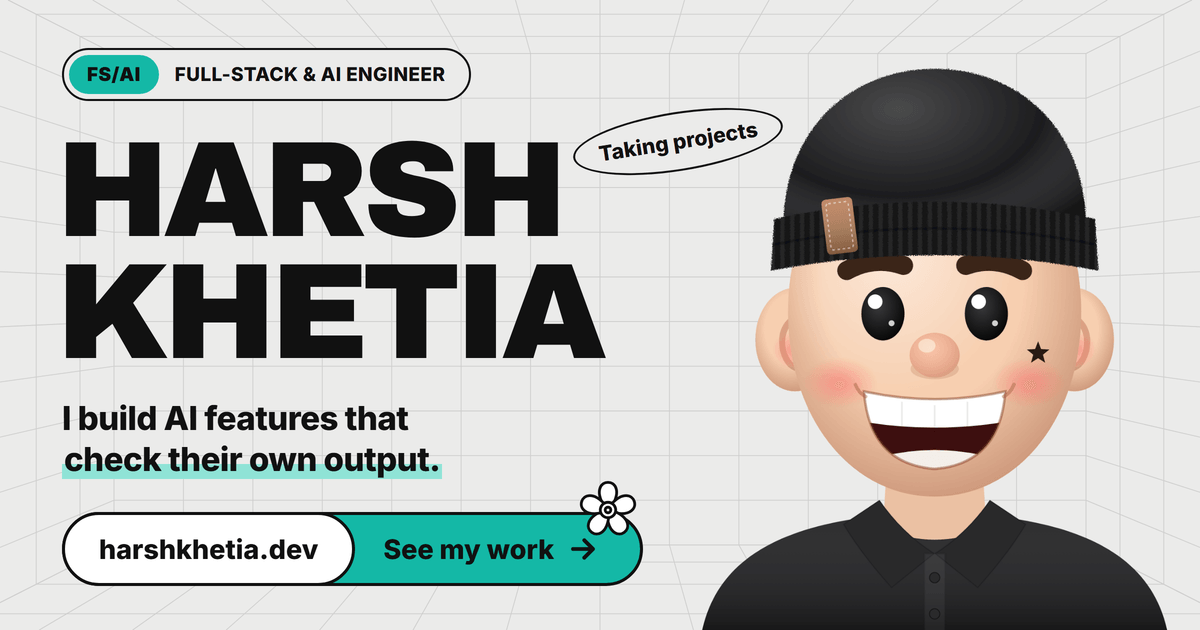 FS/AI FULL-STACK & AI ENGINEER
Taking projects
HARSH
KHETIA
I build AI features that
check their own output.
harshkhetia.dev See my work →